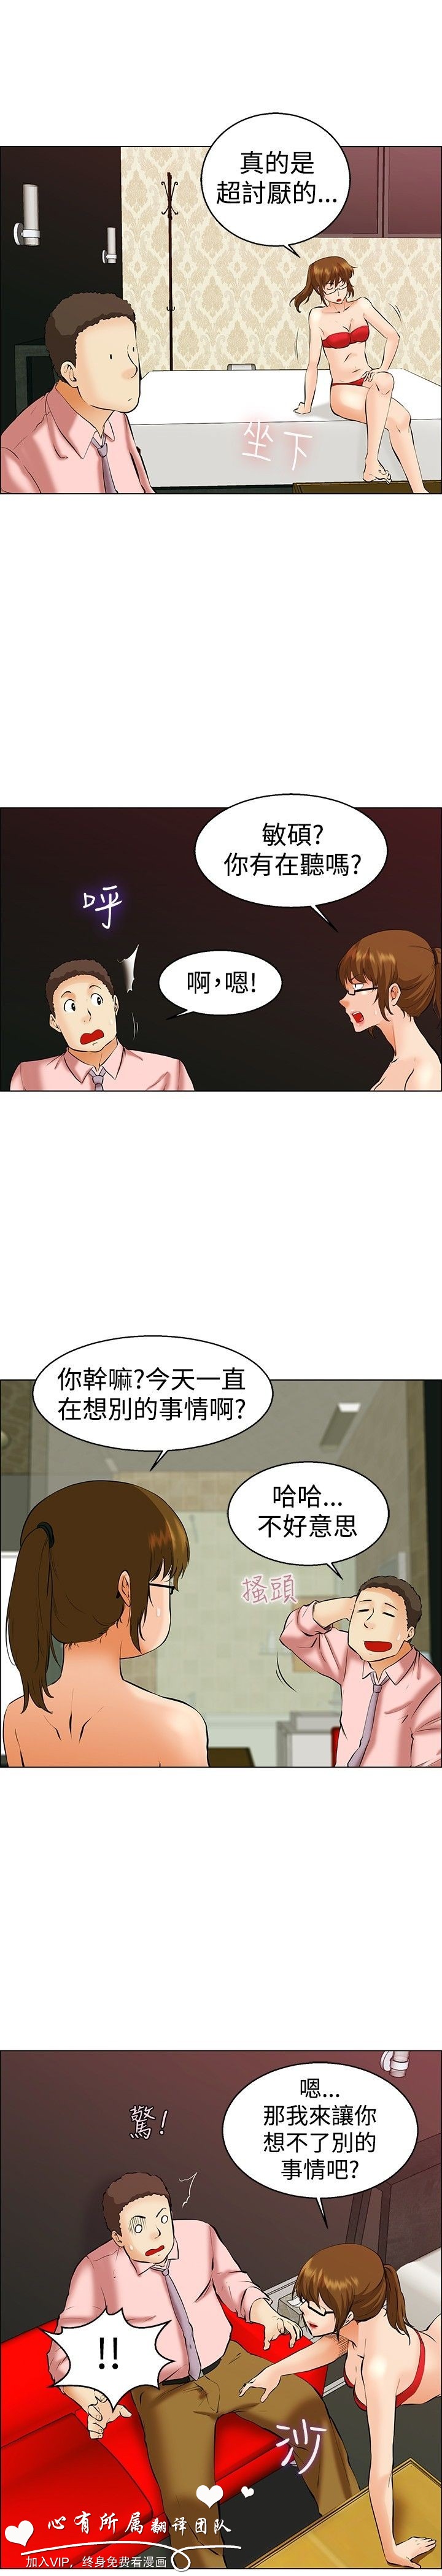 真的是
超討厭的...
坐下
敏碩?
你有在聽嗎?
呼
啊,嗯!
你幹嘛?今天一直
在想別的事情啊?
哈哈...
不好意思
搔頭
嗯...
那我來讓你
想不了別的
事情吧?
驚!
!!
沙
心有所属翻译团队
加入VIP，终身免费看漫画